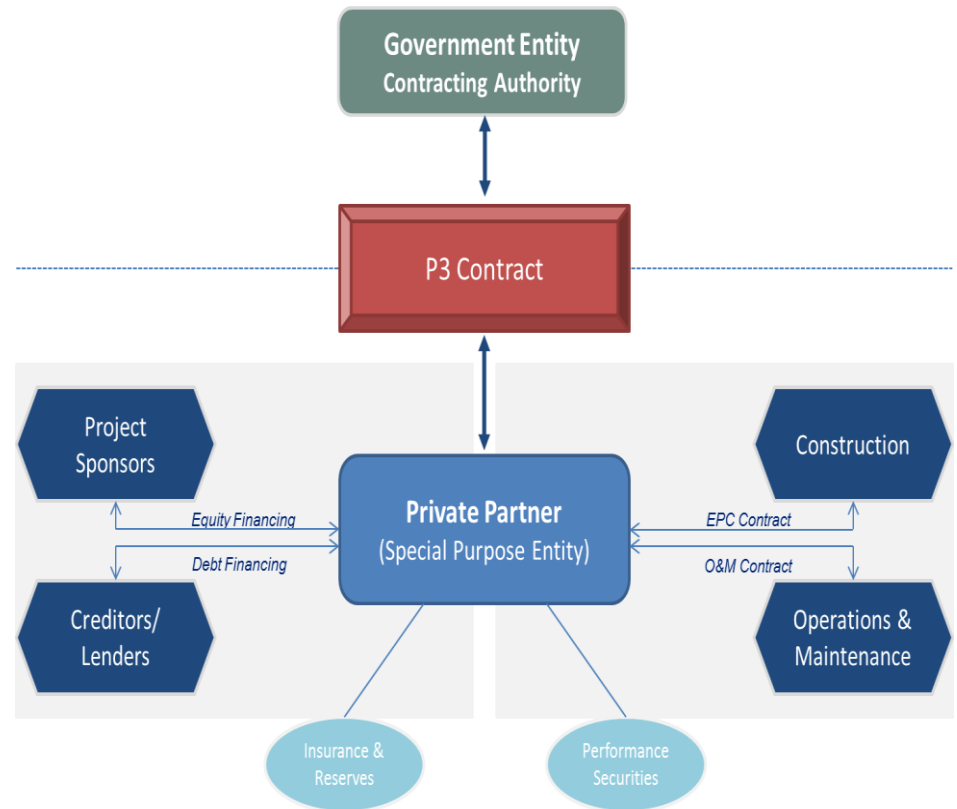 Government Entity
Contracting Authority
P3 Contract
Project
Sponsors
Construction
Equity Financing
Private Partner
(Special Purpose Entity)
EPC Contract
Debt Financing
O&M Contract
Creditors/
Lenders
Operations &
Maintenance
Insurance &
Reserves
Performance
Securities